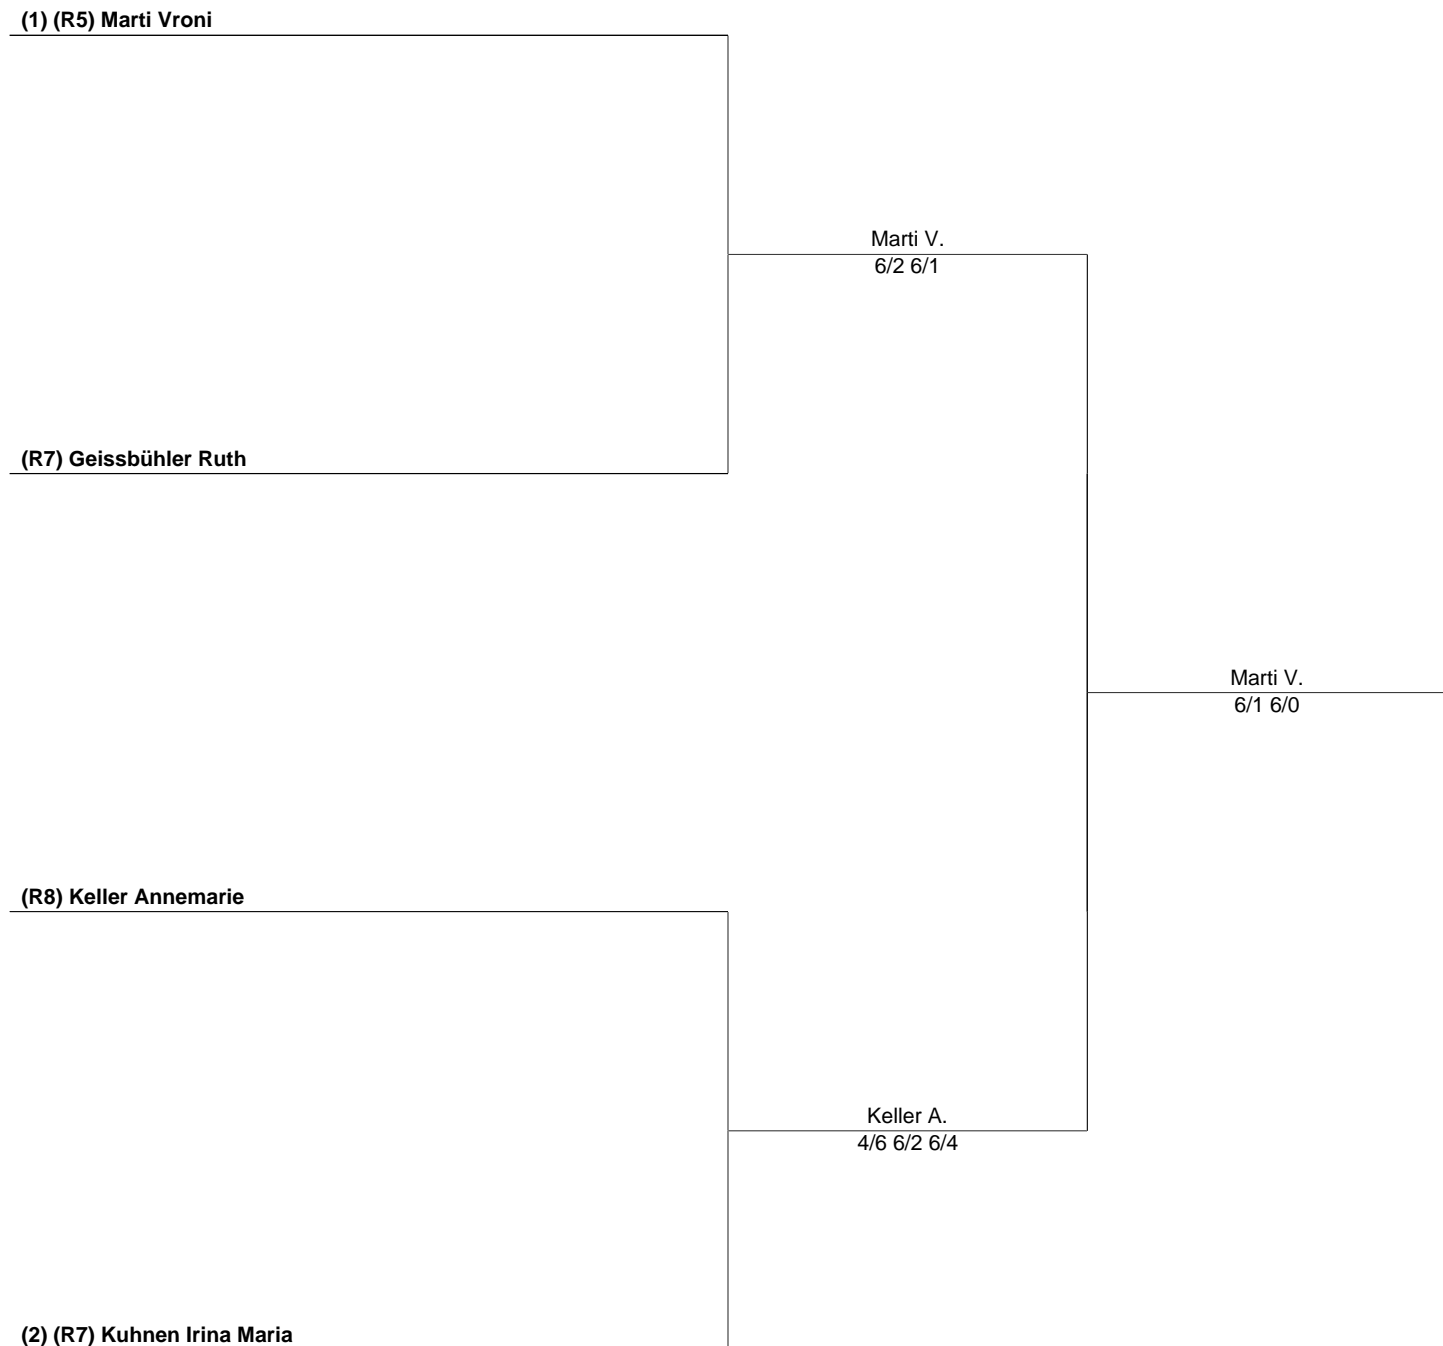 (1) (R5) Marti Vroni
Marti V.
6/2 6/1
(R7) Geissbühler Ruth
Marti V.
6/1 6/0
(R8) Keller Annemarie
Keller A.
4/6 6/2 6/4
(2) (R7) Kuhnen Irina Maria